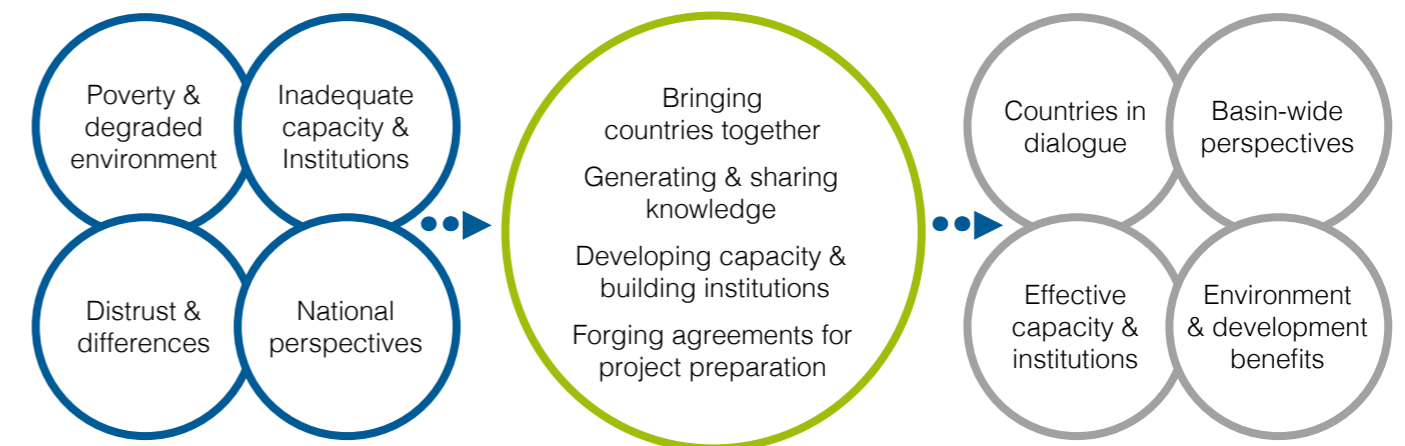 Poverty &
degraded
environment
Inadequate
capacity &
Institutions
Distrust &
differences
National
perspectives
Bringing
countries together
Generating & sharing
knowledge
Developing capacity &
building institutions
Forging agreements for
project preparation
Countries in
dialogue
Basin-wide
perspectives
Effective
capacity &
institutions
Environment
& development
benefits